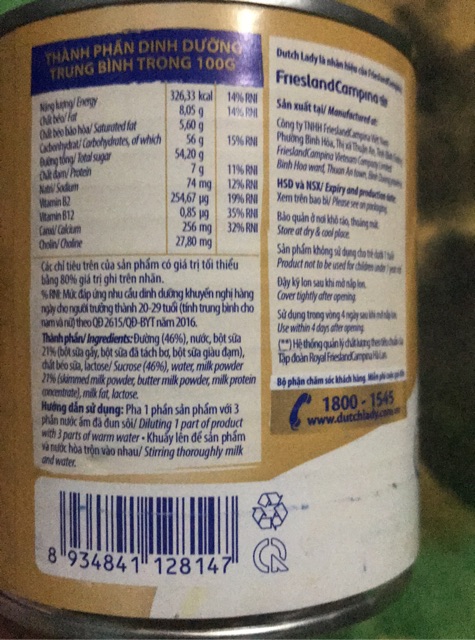 THÀNH PHẦN DINH DƯỠNG
TRUNG BÌNH TRONG 100G
Năng lượng/ Energy 326,33 kcal 14% RNI
Chất béo/ Fat 8,05 g 14% RNI
Chất béo bão hòa/ Saturated fat 5,60 g
Carbonhydrat/ Carbohydrates, of which 56 g 15% RNI
Đường tổng/ Total sugar 54,20 g
Chất đạm/ Protein 7 g 11% RNI
Natri/ Sodium 74 mg 12% RNI
Vitamin B2 254,67 µg 19% RNI
Vitamin B12 0,85 µg 35% RNI
Canxi/ Calcium 256 mg 32% RNI
Cholin/ Choline 27,80 mg
Các chỉ tiêu trên của sản phẩm có giá trị tối thiểu
bằng 80% giá trị ghi trên nhãn.
% RNI: Mức đáp ứng nhu cầu dinh dưỡng khuyến nghị hàng
ngày cho người trưởng thành 20-29 tuổi (tính trung bình cho
nam và nữ) theo QĐ 2615/QĐ-BYT năm 2016.
Thành phần/ Ingredients: Đường (46%), nước, bột sữa
21% (bột sữa gầy, bột sữa đã tách bơ, bột sữa giàu đạm),
chất béo sữa, lactose/ Sucrose (46%), water, milk powder
21% (skimmed milk powder, butter milk powder, milk protein
concentrate), milk fat, lactose.
Hướng dẫn sử dụng: Pha 1 phần sản phẩm với 3
phần nước ấm đã đun sôi/ Diluting 1 part of product
with 3 parts of warm water • Khuấy lên để sản phẩm
và nước hòa trộn vào nhau/ Stirring thoroughly milk
and water.
8 934841 128147
Dutch Lady là nhãn hiệu của FrieslandCampina
FrieslandCampina
Sản xuất tại/ Manufactured at:
Công ty TNHH FrieslandCampina Việt Nam
Phường Bình Hòa, Thị xã Thuận An,
FrieslandCampina Vietnam Company Limited
Binh Hoa ward, Thuan An town,
HSD và NSX/ Expiry and production date:
Xem trên bao bì/ Please see on packaging
Bảo quản ở nơi khô ráo, thoáng mát.
Store at dry & cool place.
Sản phẩm không sử dụng cho trẻ dưới 1 tuổi
Product not to be used for children under 1 year old
Đậy kỹ lon sau khi mở nắp lon.
Cover tightly after opening.
Sử dụng trong vòng 4 ngày sau khi mở nắp lon
Use within 4 days after opening.
(**) Hệ thống quản lý chất lượng theo tiêu chuẩn của
Tập đoàn Royal FrieslandCampina Hà Lan.
Bộ phận chăm sóc khách hàng. Miễn phí cước gọi
1800 - 1545
www.dutchlady.com.vn